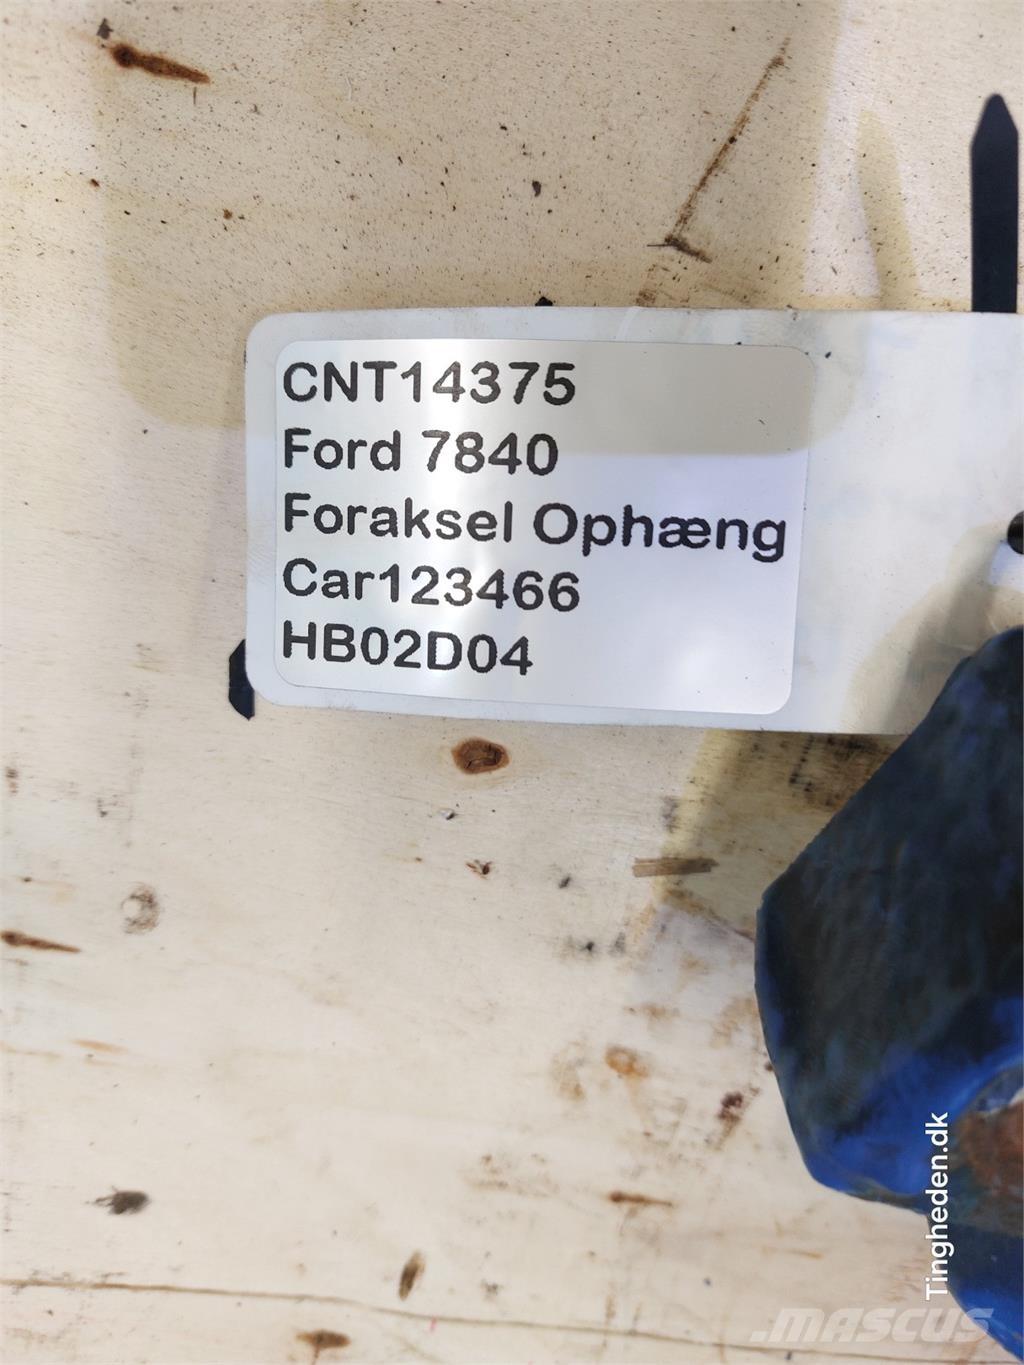 CNT14375
Ford 7840
Foraksel Ophæng
Car123466
HB02D04
Tingheden.dk
.MASCUS